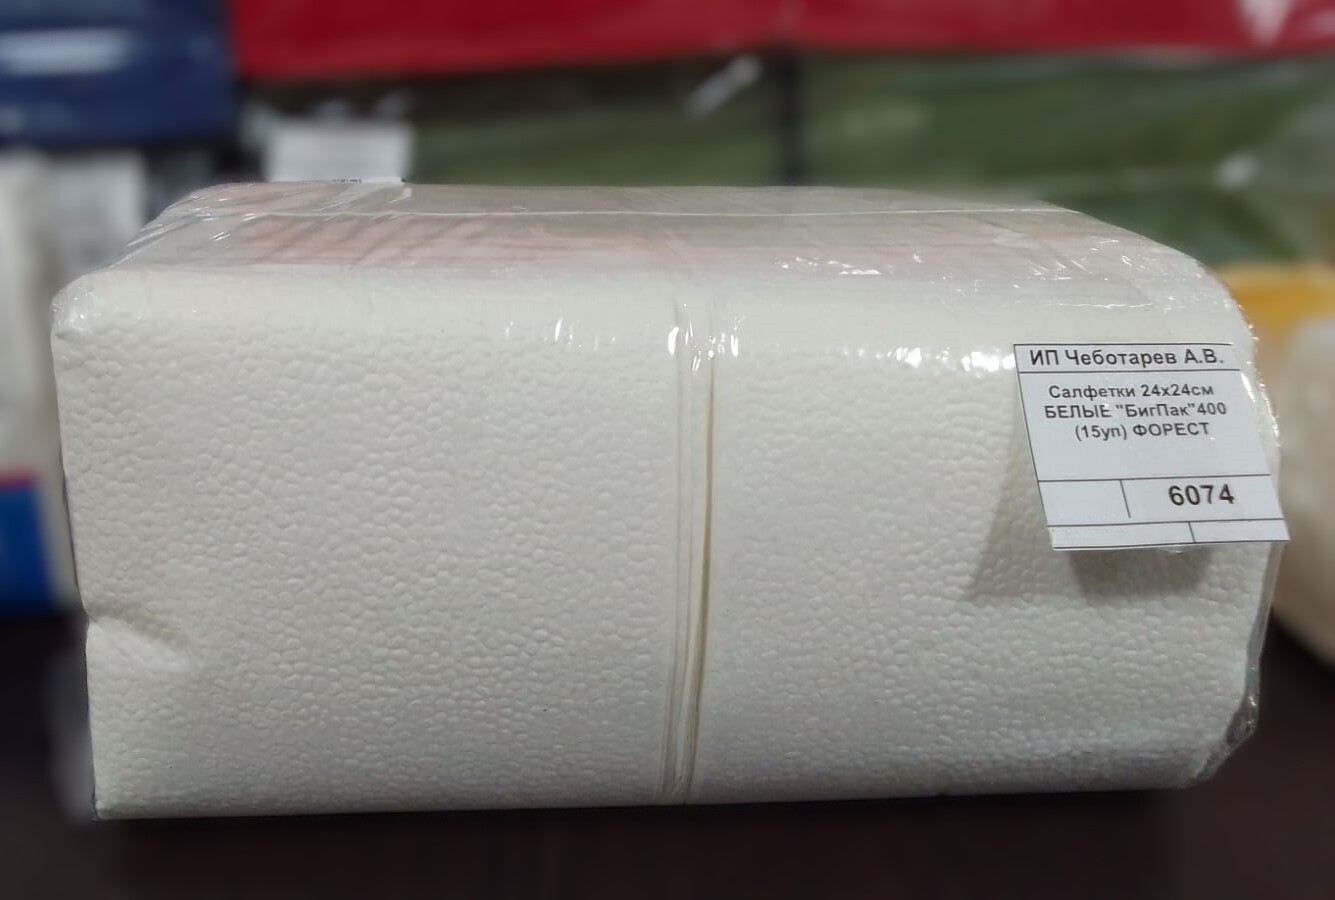 ИП Чеботарев А.В.
Салфетки 24х24см
БЕЛЫЕ "БигПак"400
(15уп) ФОРЕСТ
6074